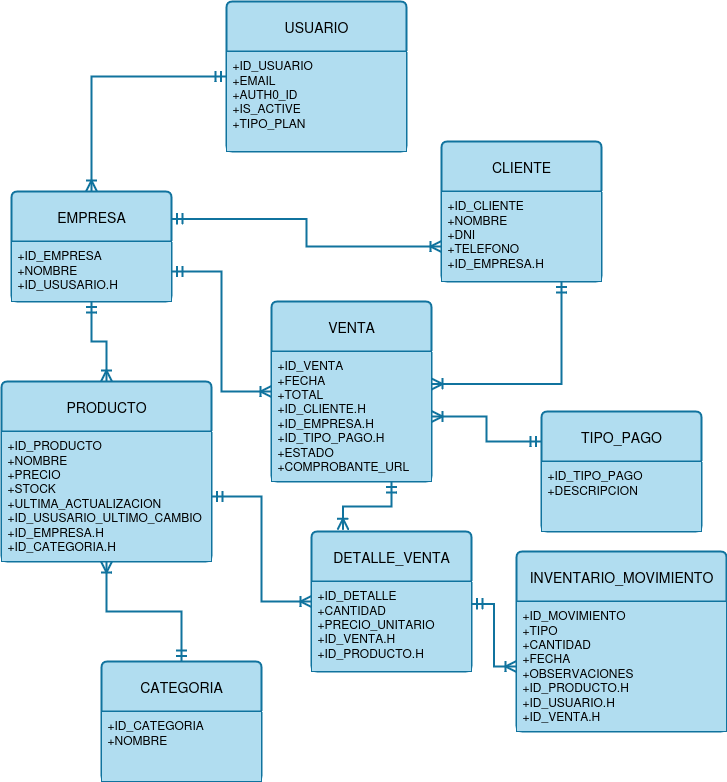 USUARIO
+ID_USUARIO
+EMAIL
+AUTH0_ID
+IS_ACTIVE
+TIPO_PLAN
CLIENTE
+ID_CLIENTE
+NOMBRE
+DNI
+TELEFONO
+ID_EMPRESA.H
EMPRESA
+ID_EMPRESA
+NOMBRE
+ID_USUSARIO.H
VENTA
+ID_VENTA
+FECHA
+TOTAL
+ID_CLIENTE.H
+ID_EMPRESA.H
+ID_TIPO_PAGO.H
+ESTADO
+COMPROBANTE_URL
PRODUCTO
+ID_PRODUCTO
+NOMBRE
+PRECIO
+STOCK
+ULTIMA_ACTUALIZACION
+ID_USUSARIO_ULTIMO_CAMBIO
+ID_EMPRESA.H
+ID_CATEGORIA.H
TIPO_PAGO
+ID_TIPO_PAGO
+DESCRIPCION
DETALLE_VENTA
+ID_DETALLE
+CANTIDAD
+PRECIO_UNITARIO
+ID_VENTA.H
+ID_PRODUCTO.H
INVENTARIO_MOVIMIENTO
+ID_MOVIMIENTO
+TIPO
+CANTIDAD
+FECHA
+OBSERVACIONES
+ID_PRODUCTO.H
+ID_USUARIO.H
+ID_VENTA.H
CATEGORIA
+ID_CATEGORIA
+NOMBRE